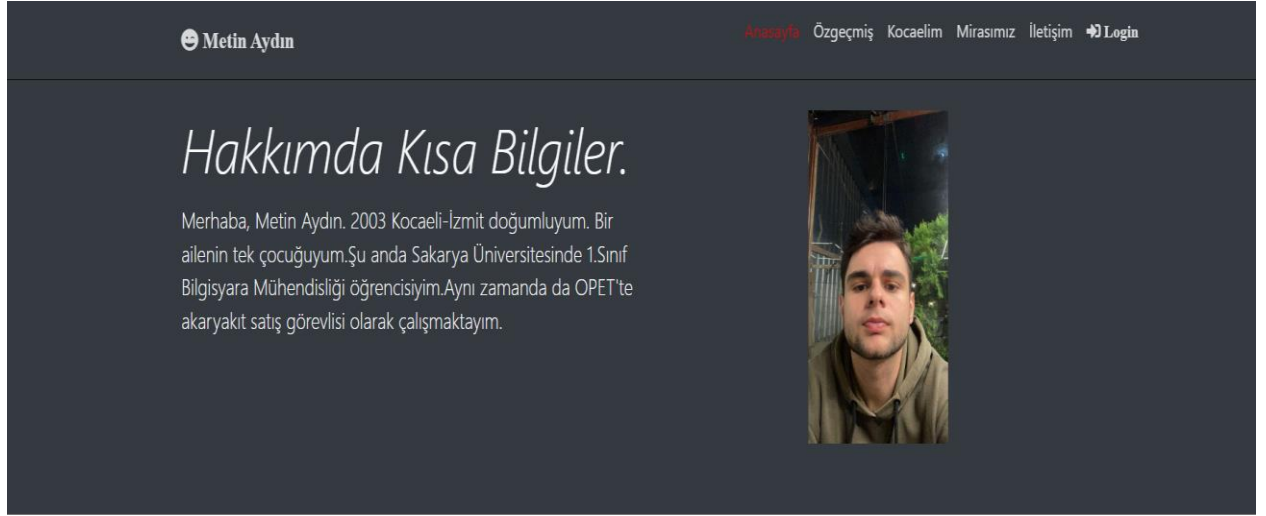 Metin Aydın
Anasayfa Özgeçmiş Kocaelim Mirasımız İletişim Login
Hakkımda Kısa Bilgiler.
Merhaba, Metin Aydın. 2003 Kocaeli-İzmit doğumluyum. Bir
ailenin tek çocuğuyum.Şu anda Sakarya Üniversitesinde 1.Sınıf
Bilgisyara Mühendisliği öğrencisiyim.Aynı zamanda da OPET'te
akaryakıt satış görevlisi olarak çalışmaktayım.